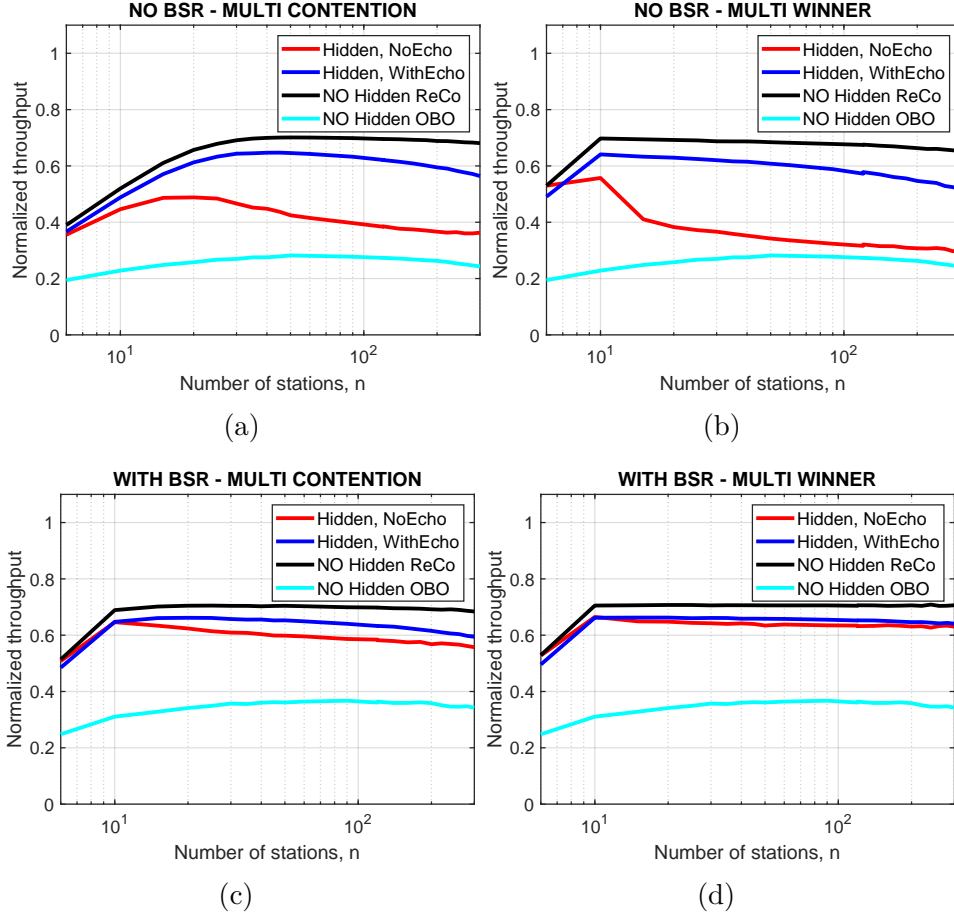 NO BSR - MULTI CONTENTION
1
0.8
0.6
0.4
0.2
0
Normalized throughput
Hidden, NoEcho
Hidden, WithEcho
NO Hidden ReCo
NO Hidden OBO
10^1
10^2
Number of stations, n
(a)
NO BSR - MULTI WINNER
1
0.8
0.6
0.4
0.2
0
Normalized throughput
Hidden, NoEcho
Hidden, WithEcho
NO Hidden ReCo
NO Hidden OBO
10^1
10^2
Number of stations, n
(b)
WITH BSR - MULTI CONTENTION
1
0.8
0.6
0.4
0.2
0
Normalized throughput
Hidden, NoEcho
Hidden, WithEcho
NO Hidden ReCo
NO Hidden OBO
10^1
10^2
Number of stations, n
(c)
WITH BSR - MULTI WINNER
1
0.8
0.6
0.4
0.2
0
Normalized throughput
Hidden, NoEcho
Hidden, WithEcho
NO Hidden ReCo
NO Hidden OBO
10^1
10^2
Number of stations, n
(d)